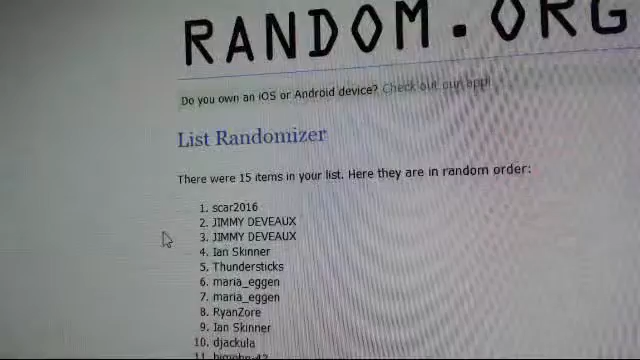 RANDOM.ORG
Do you own an iOS or Android device? Check out our app!
List Randomizer
There were 15 items in your list. Here they are in random order:
1. scar2016
2. JIMMY DEVEAUX
3. JIMMY DEVEAUX
4. Ian Skinner
5. Thundersticks
6. maria_eggen
7. maria_eggen
8. RyanZore
9. Ian Skinner
10. djackula
11.